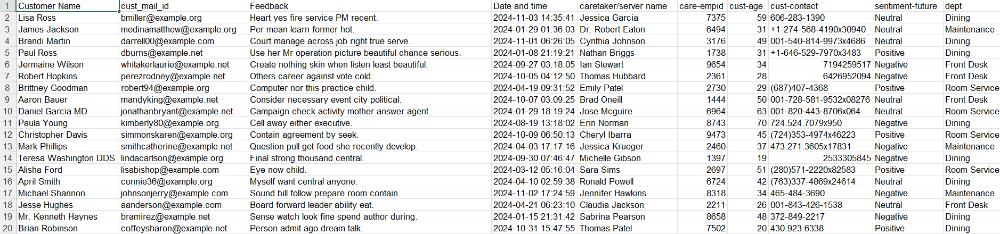 1 Customer Name cust_mail_id Feedback Date and time caretaker/server name care-empid cust-age cust-contact sentiment-future dept
2 Lisa Ross bmiller@example.org Heart yes fire service PM recent. 2024-11-03 14:35:41 Jessica Garcia 7375 59 606-283-1390 Neutral Dining
3 James Jackson medinamatthew@example.org Per mean learn former hot. 2024-01-29 01:36:03 Dr. Robert Eaton 6494 31 +1-274-568-4190x30940 Neutral Maintenance
4 Brandi Martin darrell00@example.com Court manage across job right true serve. 2024-11-01 06:26:05 Cynthia Johnson 3176 49 001-540-814-9973x4686 Neutral Dining
5 Paul Ross dburns@example.net Use her Mr operation picture beautiful chance serious. 2024-01-08 21:19:21 Nathan Briggs 1738 31 +1-646-529-7970x3483 Positive Dining
6 Jermaine Wilson whitakerlaurie@example.net Create nothing skin when listen least beautiful. 2024-09-27 03:18:05 Ian Stewart 9654 34 7194259517 Negative Front Desk
7 Robert Hopkins perezrodney@example.net Others career against vote cold. 2024-10-05 04:12:50 Thomas Hubbard 2361 28 6426952094 Negative Front Desk
8 Brittney Goodman robert94@example.org Computer nor this practice child. 2024-04-19 09:31:52 Emily Patel 2730 29 (687)407-4368 Positive Room Service
9 Aaron Bauer mandyking@example.net Consider necessary event city political. 2024-10-07 03:09:25 Brad Oneill 1444 50 001-728-581-9532x08276 Neutral Front Desk
10 Daniel Garcia MD jonathanbryant@example.net Campaign check activity mother answer agent. 2024-01-29 18:19:24 Jose Mcguire 6964 63 001-820-443-8706x064 Neutral Room Service
11 Paula Young kimberly80@example.org Cell away either executive. 2024-08-19 13:18:02 Erin Norman 8743 70 724.524.7079x950 Negative Dining
12 Christopher Davis simmonskaren@example.org Contain agreement by seek. 2024-10-09 06:50:13 Cheryl Ibarra 9473 45 (724)353-4974x46223 Positive Room Service
13 Mark Phillips smithcatherine@example.net Question pull get food she recently develop. 2024-04-03 17:17:16 Jessica Krueger 2460 37 473.271.3605x17831 Negative Maintenance
14 Teresa Washington DDS lindacarlson@example.org Final strong thousand central. 2024-09-30 07:46:47 Michelle Gibson 1397 19 2533305845 Negative Dining
15 Alisha Ford lisabishop@example.com Eye now child. 2024-03-12 05:16:04 Sara Sims 2697 51 (280)571-2220x82583 Positive Room Service
16 April Smith connie36@example.org Myself want central anyone. 2024-04-10 02:59:38 Ronald Powell 6724 42 (763)337-4869x24614 Neutral Dining
17 Michael Shannon johnsonjerry@example.com Sound bill follow prepare room contain. 2024-11-02 17:24:59 Jennifer Hawkins 8318 34 465-484-3690 Negative Maintenance
18 Jesse Hughes aanderson@example.com Board forward leader ability eat. 2024-04-21 06:23:10 Claudia Jackson 2211 26 001-843-426-1538 Neutral Front Desk
19 Mr. Kenneth Haynes bramirez@example.net Sense watch look fine spend author during. 2024-01-15 21:31:42 Sabrina Pearson 8658 48 372-849-2217 Negative Dining
20 Brian Robinson coffeysharon@example.net Person admit ago dream talk. 2024-10-31 15:47:55 Thomas Patel 7502 20 430.923.6338 Positive Dining